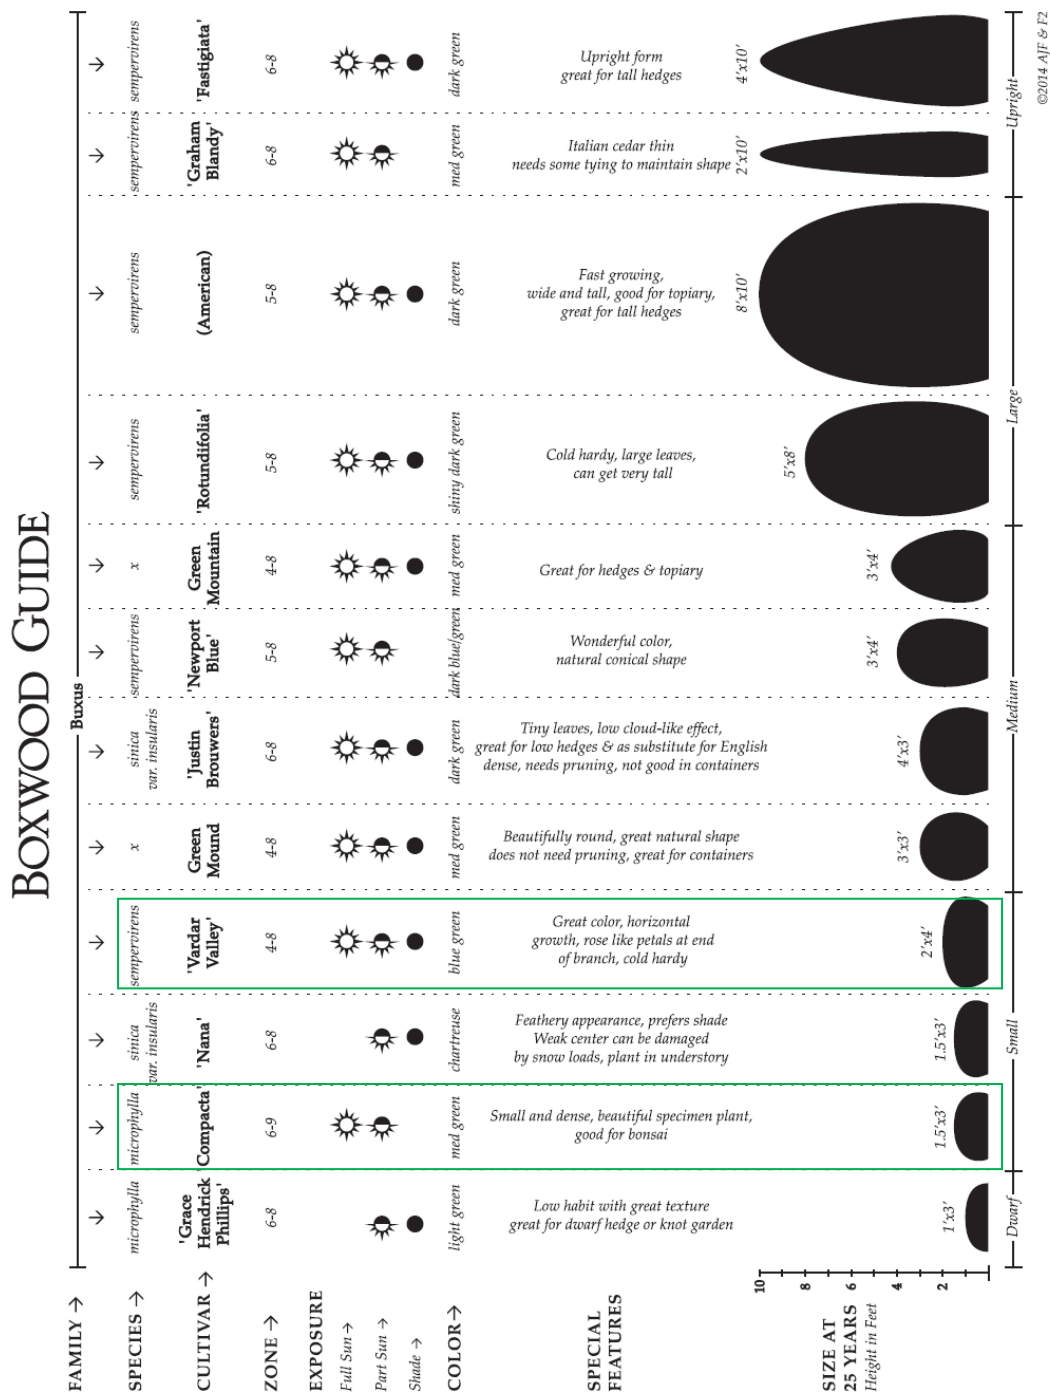 BOXWOOD GUIDE
FAMILY →
Buxus
SPECIES →
microphylla
microphylla
sinica
var. insularis
sempervirens
x
sinica
var. insularis
sempervirens
x
sempervirens
sempervirens
sempervirens
sempervirens
CULTIVAR →
'Grace
Hendrick
Phillips'
'Compacta'
'Nana'
'Vardar
Valley'
Green
Mound
'Justin
Brouwers'
'Newport
Blue'
Green
Mountain
'Rotundifolia'
(American)
'Graham
Blandy'
'Fastigiata'
ZONE →
6-8
6-9
6-8
4-8
4-8
6-8
5-8
4-8
5-8
5-8
6-8
6-8
EXPOSURE
Full Sun →
Part Sun →
Shade →
COLOR →
light green
med green
chartreuse
blue green
med green
dark green
dark blue/green
med green
shiny dark green
dark green
med green
dark green
SPECIAL
FEATURES
Low habit with great texture
great for dwarf hedge or knot garden
Small and dense, beautiful specimen plant,
good for bonsai
Feathery appearance, prefers shade
Weak center can be damaged
by snow loads, plant in understory
Great color, horizontal
growth, rose like petals at end
of branch, cold hardy
Beautifully round, great natural shape
does not need pruning, great for containers
Tiny leaves, low cloud-like effect,
great for low hedges & as substitute for English
dense, needs pruning, not good in containers
Wonderful color,
natural conical shape
Great for hedges & topiary
Cold hardy, large leaves,
can get very tall
Fast growing,
wide and tall, good for topiary,
great for tall hedges
Italian cedar thin
needs some tying to maintain shape
Upright form
great for tall hedges
SIZE AT
25 YEARS
Height in Feet
10
8
6
4
2
1'x3'
1.5'x3'
1.5'x3'
2'x4'
3'x3'
4'x3'
3'x4'
3'x4'
5'x8'
8'x10'
2'x10'
4'x10'
Dwarf
Small
Medium
Large
Upright
©2014 AJF & F2